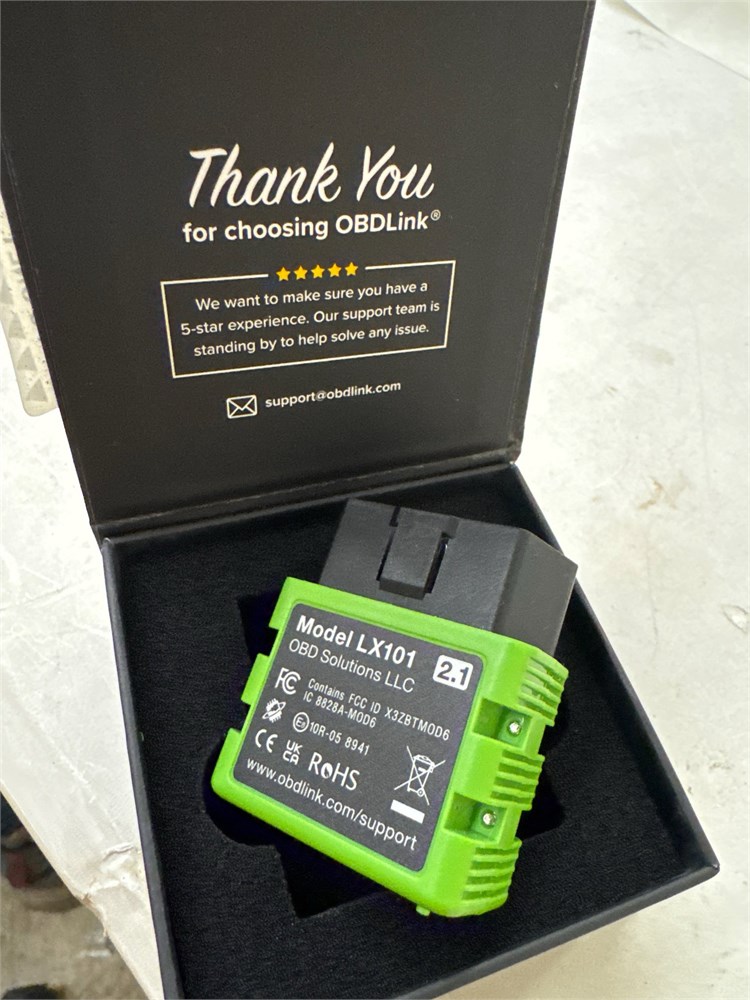 Thank You
for choosing OBDLink®
We want to make sure you have a
5-star experience. Our support team is
standing by to help solve any issue.
support@obdlink.com
Model LX101
2.1
OBD Solutions LLC
FC Contains FCC ID X3ZBTMOD6
IC 8828A-MOD6
10R-05 8941
CE UK CA RoHS
www.obdlink.com/support